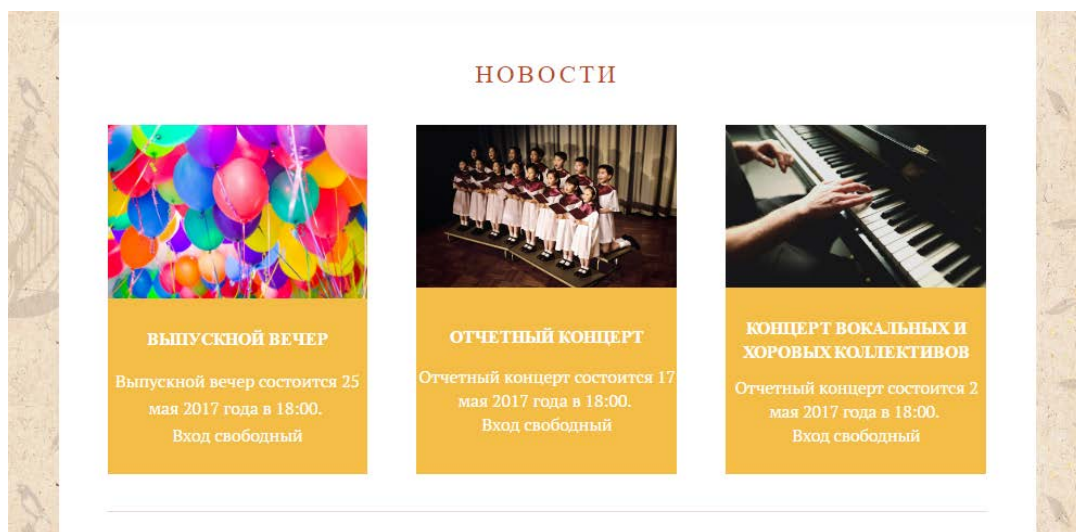 НОВОСТИ
ВЫПУСКНОЙ ВЕЧЕР
Выпускной вечер состоится 25
мая 2017 года в 18:00.
Вход свободный
ОТЧЕТНЫЙ КОНЦЕРТ
Отчетный концерт состоится 17
мая 2017 года в 18:00.
Вход свободный
КОНЦЕРТ ВОКАЛЬНЫХ И
ХОРОВЫХ КОЛЛЕКТИВОВ
Отчетный концерт состоится 2
мая 2017 года в 18:00.
Вход свободный